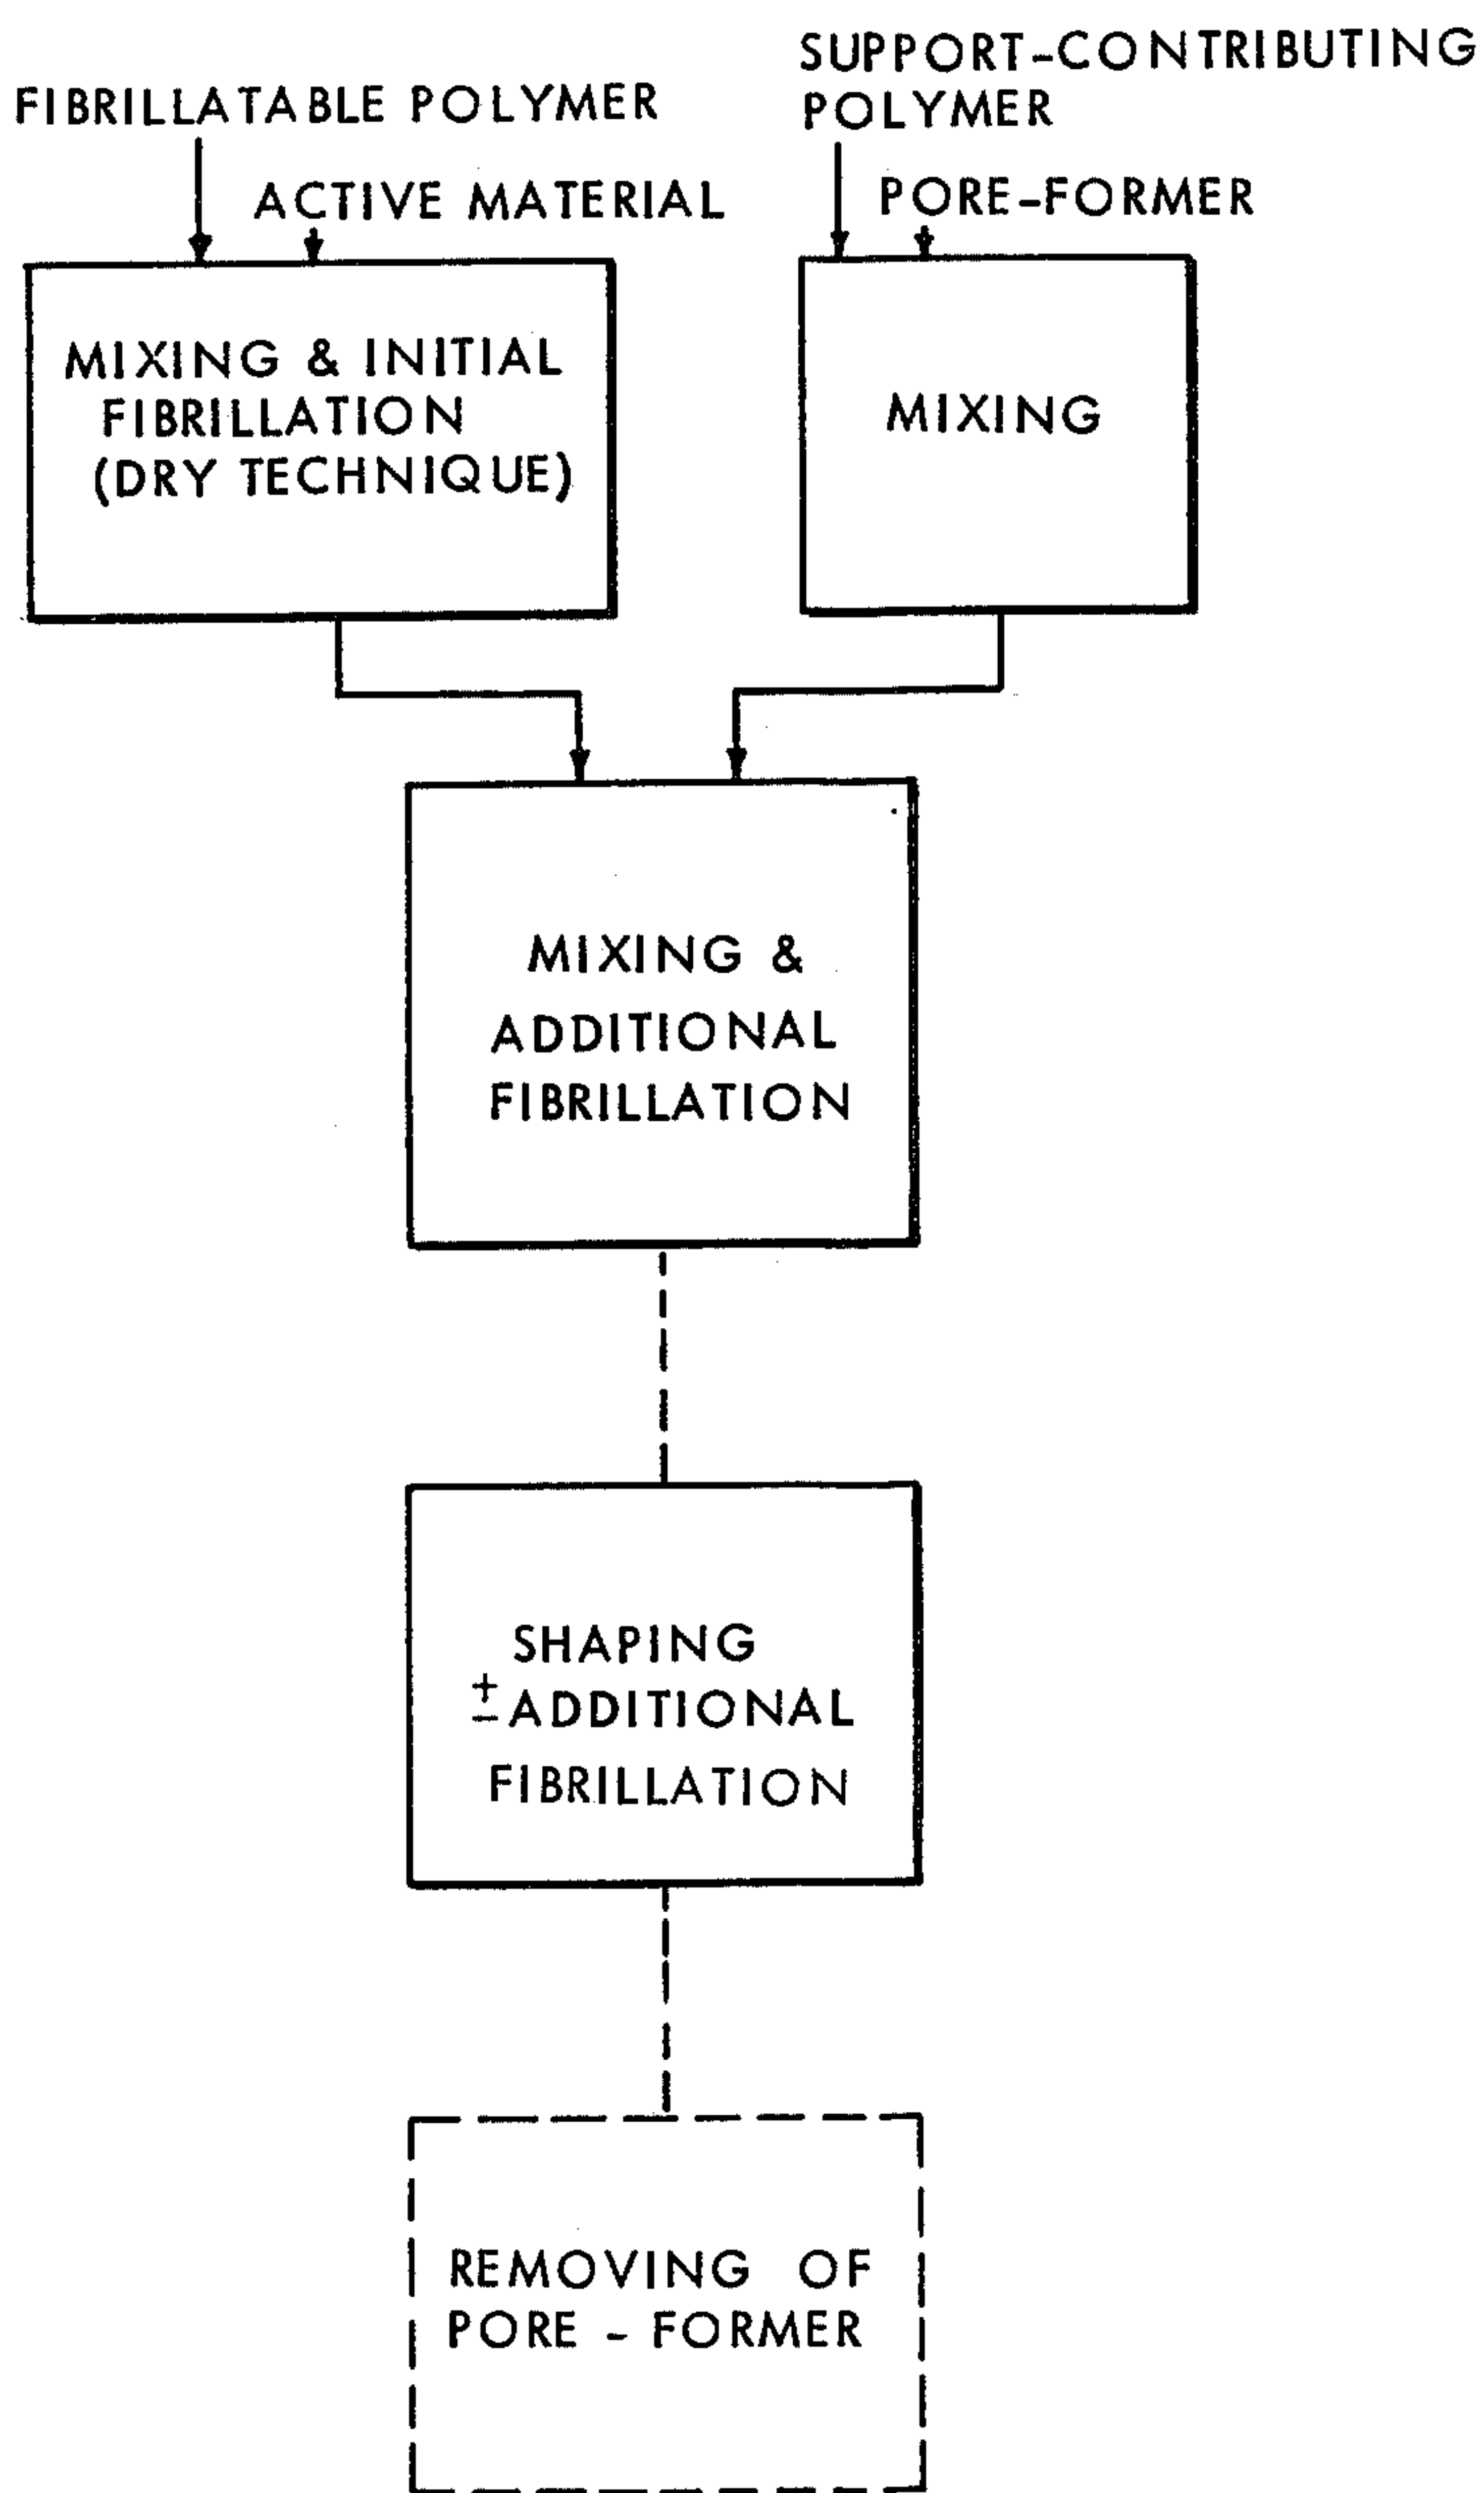 FIBRILLATABLE POLYMER
ACTIVE MATERIAL
SUPPORT-CONTRIBUTING
POLYMER
PORE-FORMER
MIXING & INITIAL
FIBRILLATION
(DRY TECHNIQUE)
MIXING
MIXING &
ADDITIONAL
FIBRILLATION
SHAPING
± ADDITIONAL
FIBRILLATION
REMOVING OF
PORE - FORMER